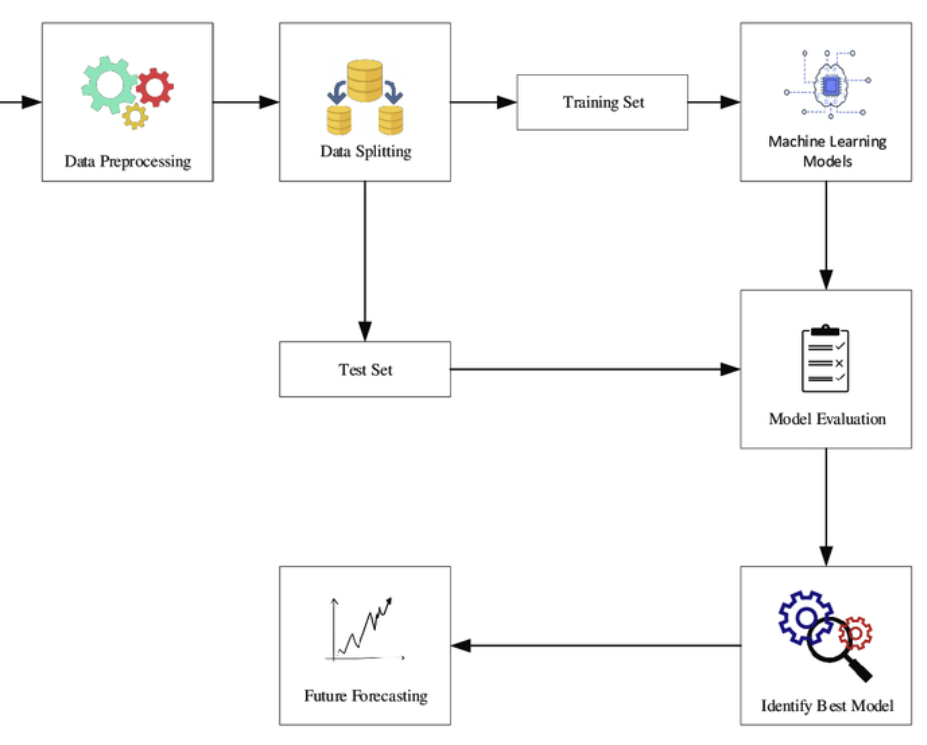 Data Preprocessing
Data Splitting
Training Set
Machine Learning
Models
Test Set
Model Evaluation
Future Forecasting
Identify Best Model